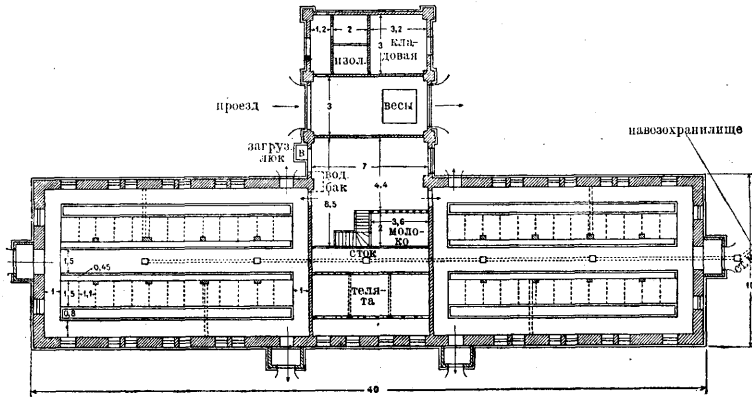 1,2 2 3,2
3 кла-
изол. довая
проезд 3 весы
навозохранилище
загруз.
люк в
7
вод.
бак 4,4
8,5
3,6
2 моло-
ко
сток
1,5
0,45
теля-
та
1 1,5 1,1 1
0,8
40